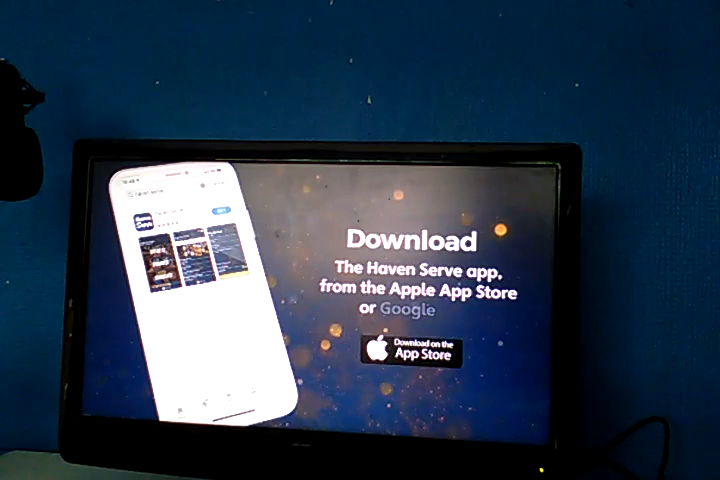 Download
The Haven Serve app,
from the Apple App Store
or Google
Download on the
App Store